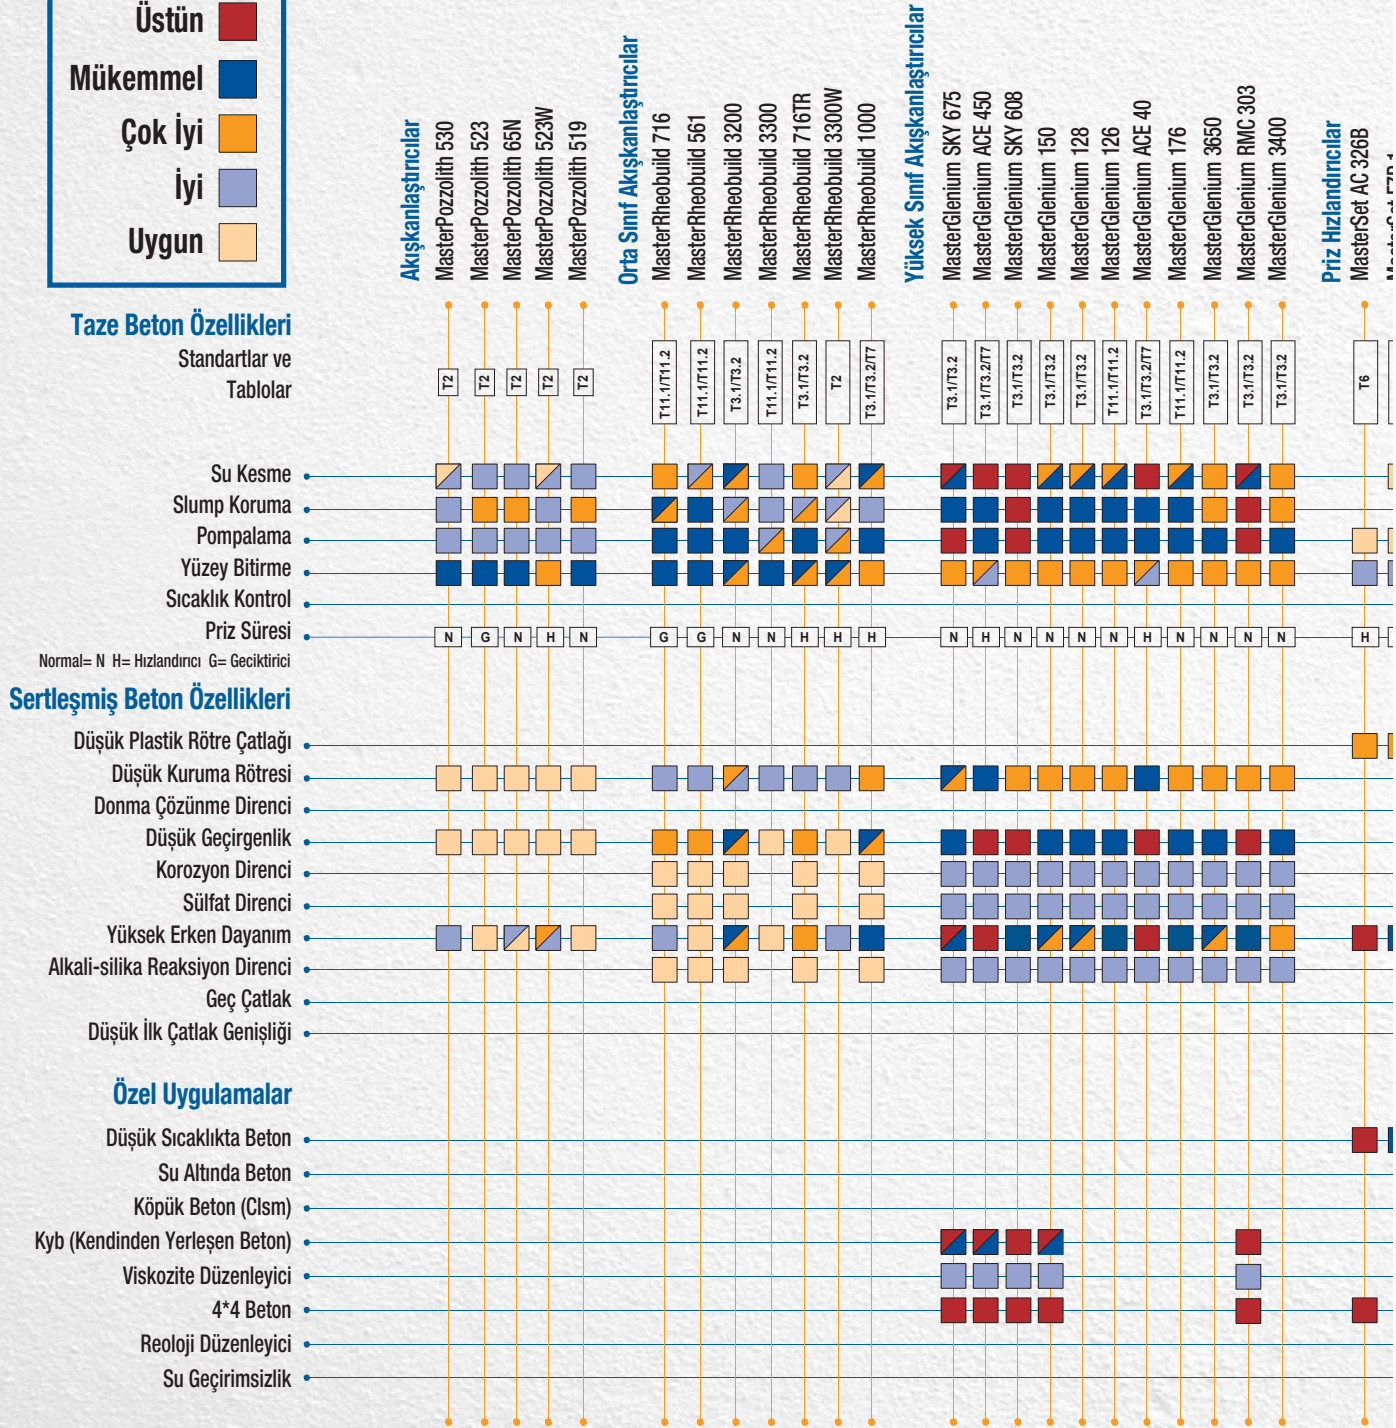 Üstün
Mükemmel
Çok İyi
İyi
Uygun
Akışkanlaştırıcılar
MasterPozzolith 530
MasterPozzolith 523
MasterPozzolith 65N
MasterPozzolith 523W
MasterPozzolith 519
Orta Sınıf Akışkanlaştırıcılar
MasterRheobuild 716
MasterRheobuild 561
MasterRheobuild 3200
MasterRheobuild 3300
MasterRheobuild 716TR
MasterRheobuild 3300W
MasterRheobuild 1000
Yüksek Sınıf Akışkanlaştırıcılar
MasterGlenium SKY 675
MasterGlenium ACE 450
MasterGlenium SKY 608
MasterGlenium 150
MasterGlenium 128
MasterGlenium 126
MasterGlenium ACE 40
MasterGlenium 176
MasterGlenium 3650
MasterGlenium RMC 303
MasterGlenium 3400
Priz Hızlandırıcılar
MasterSet AC 326B
Taze Beton Özellikleri
Standartlar ve
Tablolar
T2 T2 T2 T2 T2 T11.1/T11.2 T11.1/T11.2 T3.1/T3.2 T11.1/T11.2 T3.1/T3.2 T2 T3.1/T3.2/T7 T3.1/T3.2 T3.1/T3.2/T7 T3.1/T3.2 T3.1/T3.2 T3.1/T3.2 T11.1/T3.2 T3.1/T3.2/T7 T11.1/T11.2 T3.1/T3.2 T3.1/T3.2 T3.1/T3.2 T6
Su Kesme
Slump Koruma
Pompalama
Yüzey Bitirme
Sıcaklık Kontrol
Priz Süresi N G N H N G G N N H H H N H N N N N H N N N N H
Normal= N H= Hızlandırıcı G= Geciktirici
Sertleşmiş Beton Özellikleri
Düşük Plastik Rötre Çatlağı
Düşük Kuruma Rötresi
Donma Çözünme Direnci
Düşük Geçirgenlik
Korozyon Direnci
Sülfat Direnci
Yüksek Erken Dayanım
Alkali-silika Reaksiyon Direnci
Geç Çatlak
Düşük İlk Çatlak Genişliği
Özel Uygulamalar
Düşük Sıcaklıkta Beton
Su Altında Beton
Köpük Beton (Clsm)
Kyb (Kendinden Yerleşen Beton)
Viskozite Düzenleyici
4*4 Beton
Reoloji Düzenleyici
Su Geçirimsizlik